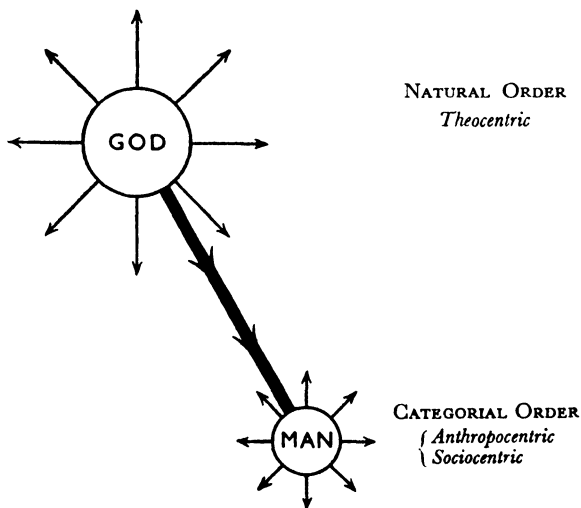 NATURAL ORDER
Theocentric
GOD
MAN
CATEGORIAL ORDER
{ Anthropocentric
Sociocentric